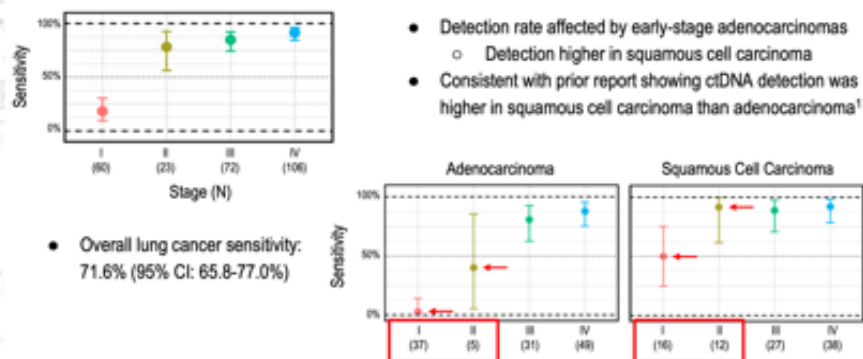 100%
50%
0%
Sensitivity
I
II
III
IV
(60)
(23)
(72)
(106)
Stage (N)
● Overall lung cancer sensitivity:
71.6% (95% CI: 65.8-77.0%)
● Detection rate affected by early-stage adenocarcinomas
○ Detection higher in squamous cell carcinoma
● Consistent with prior report showing ctDNA detection was
higher in squamous cell carcinoma than adenocarcinoma¹
Adenocarcinoma
100%
50%
0%
Sensitivity
I
II
III
IV
(37)
(5)
(31)
(49)
Squamous Cell Carcinoma
I
II
III
IV
(16)
(12)
(27)
(38)